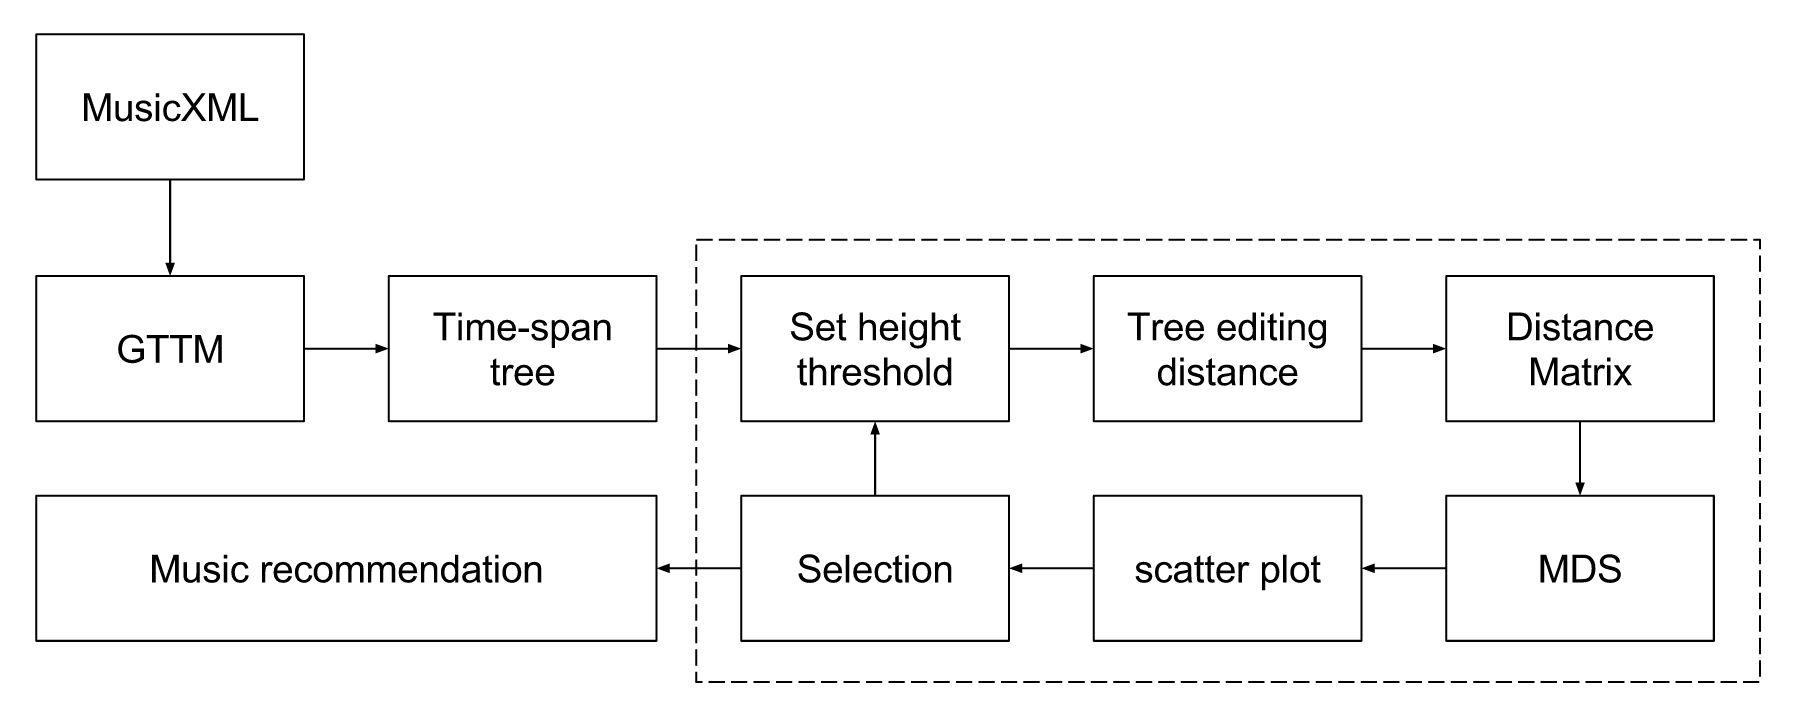 MusicXML
GTTM
Time-span
tree
Set height
threshold
Tree editing
distance
Distance
Matrix
Music recommendation
Selection
scatter plot
MDS